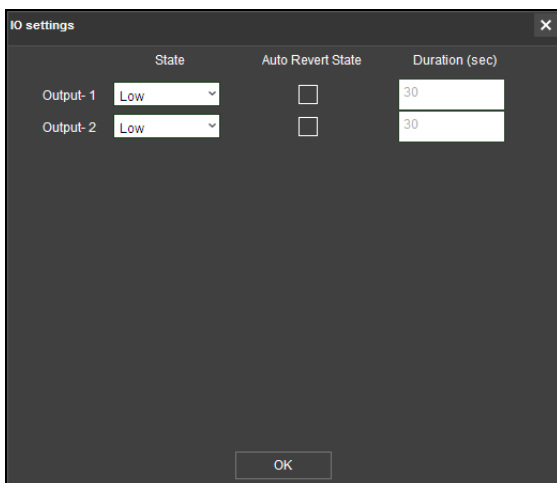 IO settings
State Auto Revert State Duration (sec)
Output- 1 Low 30
Output- 2 Low 30
OK